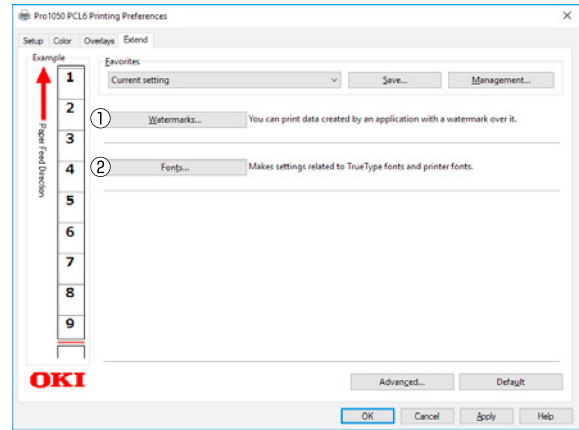 Pro1050 PCL6 Printing Preferences
Setup Color Overlays Extend
Example
Paper Feed Direction
1
2
3
4
5
6
7
8
9
OKI
Favorites
Current setting Save... Management...
① Watermarks... You can print data created by an application with a watermark over it.
② Fonts... Makes settings related to TrueType fonts and printer fonts.
Advanced... Default
OK Cancel Apply Help